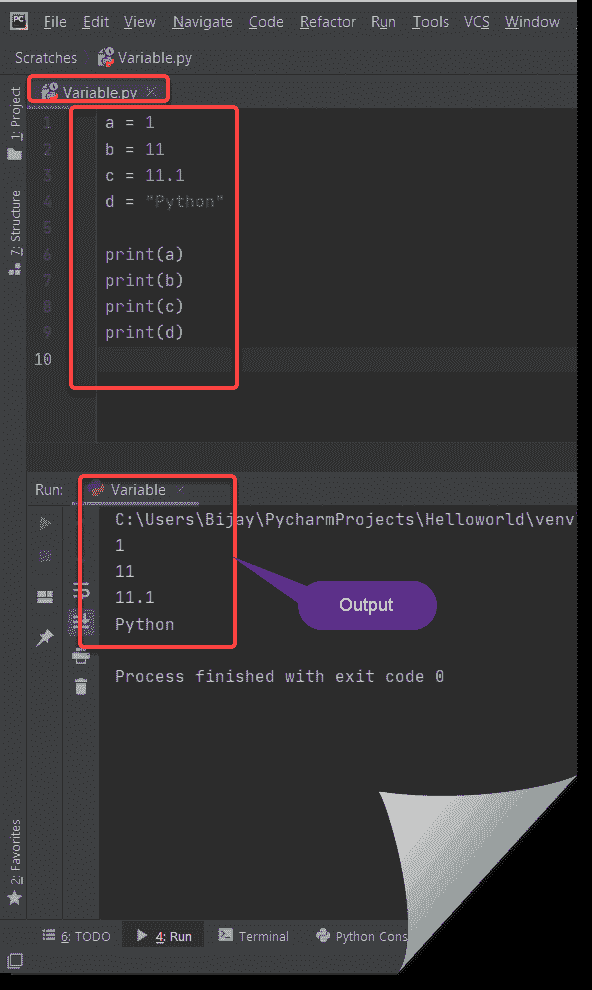 PC File Edit View Navigate Code Refactor Run Tools VCS Window
Scratches Variable.py
Variable.py
1: Project
7: Structure
1 a = 1
2 b = 11
3 c = 11.1
4 d = "Python"
5
6 print(a)
7 print(b)
8 print(c)
9 print(d)
10
Run: Variable
C:\Users\Bijay\PycharmProjects\Helloworld\venv
1
11
11.1
Python
Output
Process finished with exit code 0
2: Favorites
6: TODO 4: Run Terminal Python Cons